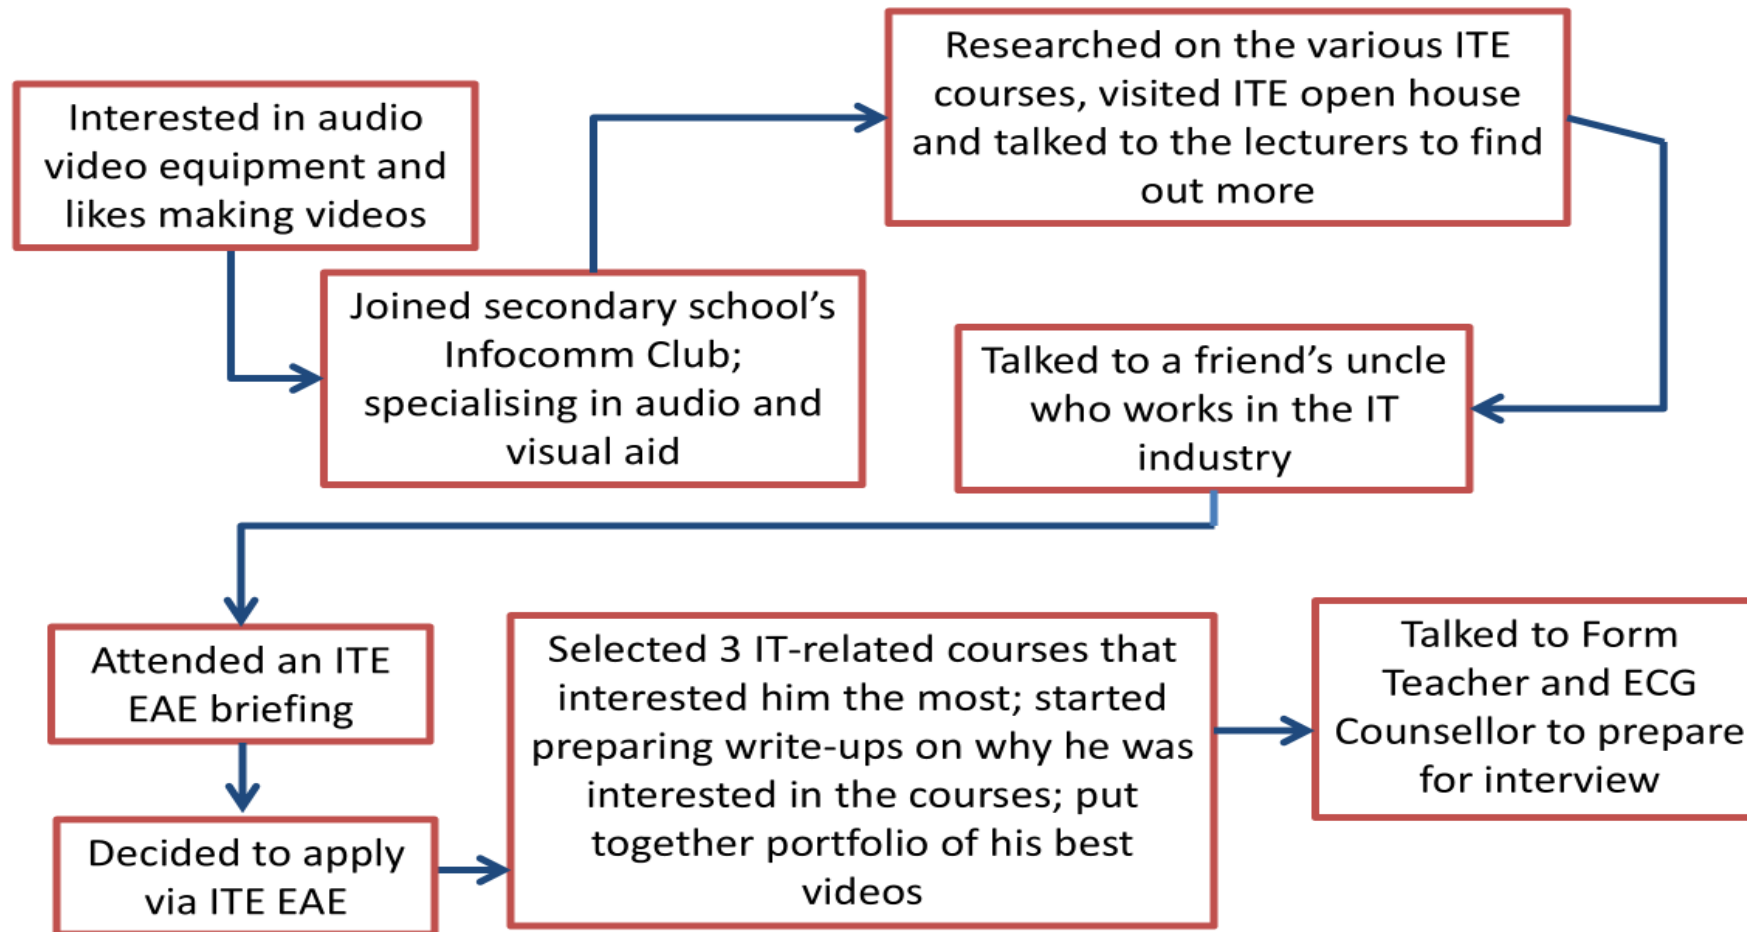 Interested in audio
video equipment and
likes making videos
Joined secondary school's
Infocomm Club;
specialising in audio and
visual aid
Researched on the various ITE
courses, visited ITE open house
and talked to the lecturers to find
out more
Talked to a friend's uncle
who works in the IT
industry
Attended an ITE
EAE briefing
Decided to apply
via ITE EAE
Selected 3 IT-related courses that
interested him the most; started
preparing write-ups on why he was
interested in the courses; put
together portfolio of his best
videos
Talked to Form
Teacher and ECG
Counsellor to prepare
for interview